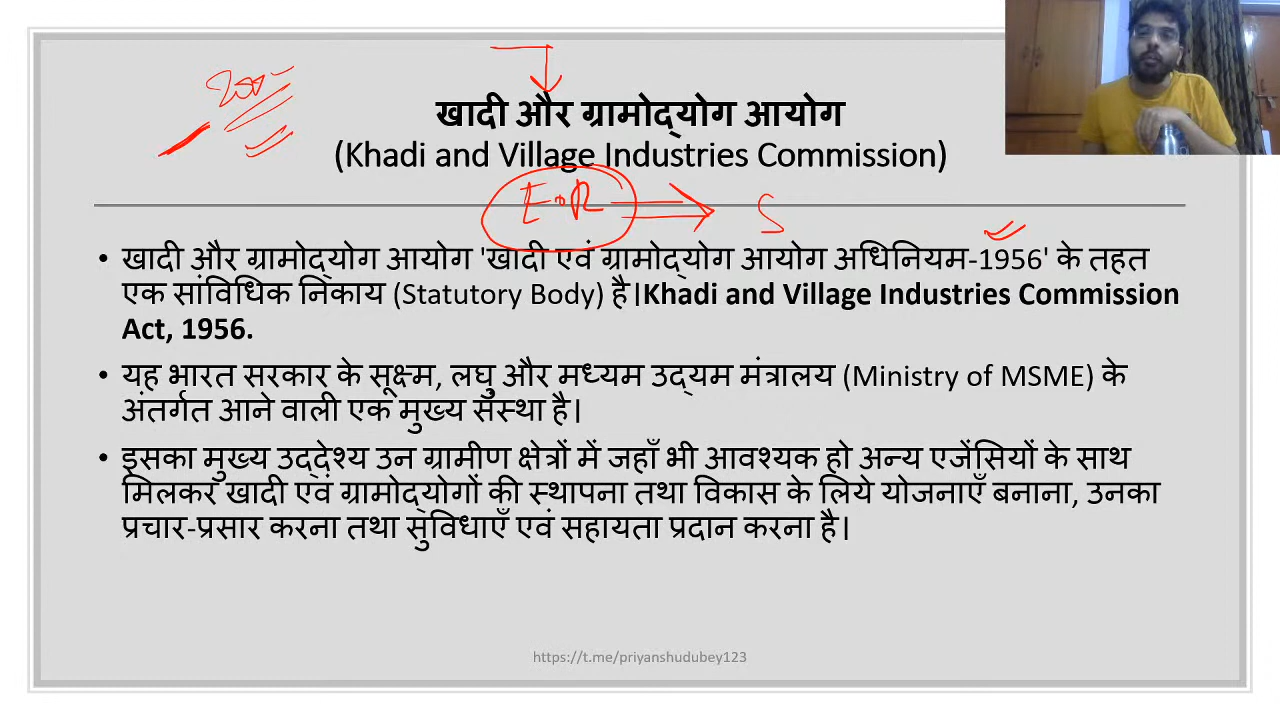 खादी और ग्रामोद्योग आयोग
(Khadi and Village Industries Commission)
• खादी और ग्रामोद्योग आयोग 'खादी एवं ग्रामोद्योग आयोग अधिनियम-1956' के तहत
एक सांविधिक निकाय (Statutory Body) है।Khadi and Village Industries Commission
Act, 1956.
• यह भारत सरकार के सूक्ष्म, लघु और मध्यम उद्यम मंत्रालय (Ministry of MSME) के
अंतर्गत आने वाली एक मुख्य संस्था है।
• इसका मुख्य उद्देश्य उन ग्रामीण क्षेत्रों में जहाँ भी आवश्यक हो अन्य एजेंसियों के साथ
मिलकर खादी एवं ग्रामोद्योगों की स्थापना तथा विकास के लिये योजनाएँ बनाना, उनका
प्रचार-प्रसार करना तथा सुविधाएँ एवं सहायता प्रदान करना है।
https://t.me/priyanshudubey123